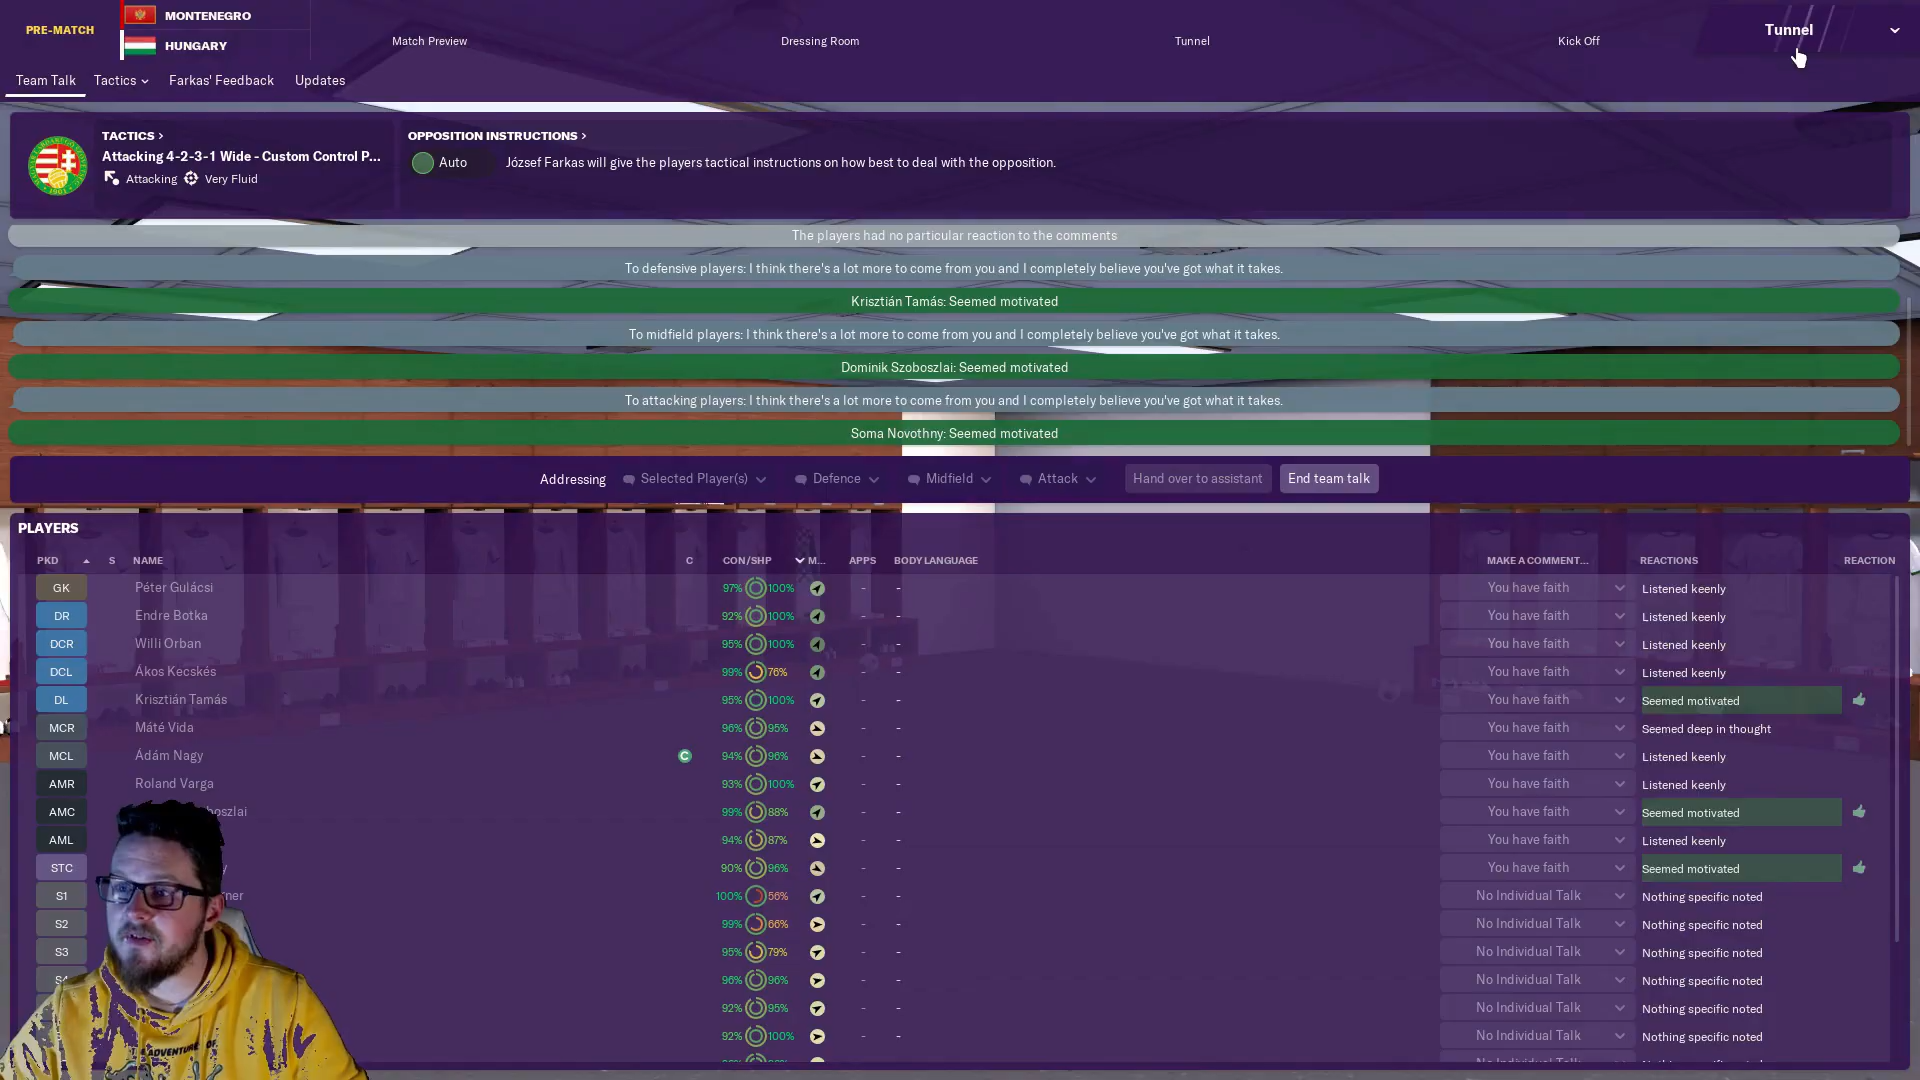 PRE-MATCH
MONTENEGRO
HUNGARY
Match Preview
Dressing Room
Tunnel
Kick Off
Tunnel
Team Talk
Tactics
Farkas' Feedback
Updates
TACTICS >
Attacking 4-2-3-1 Wide - Custom Control P...
Attacking Very Fluid
OPPOSITION INSTRUCTIONS >
Auto József Farkas will give the players tactical instructions on how best to deal with the opposition.
The players had no particular reaction to the comments
To defensive players: I think there's a lot more to come from you and I completely believe you've got what it takes.
Krisztián Tamás: Seemed motivated
To midfield players: I think there's a lot more to come from you and I completely believe you've got what it takes.
Dominik Szoboszlai: Seemed motivated
To attacking players: I think there's a lot more to come from you and I completely believe you've got what it takes.
Soma Novothny: Seemed motivated
Addressing Selected Player(s) Defence Midfield Attack Hand over to assistant End team talk
PLAYERS
PKD S NAME C CON/SHP M... APPS BODY LANGUAGE MAKE A COMMENT... REACTIONS REACTION
GK Péter Gulácsi 97% 100% - - You have faith Listened keenly
DR Endre Botka 92% 100% - - You have faith Listened keenly
DCR Willi Orban 95% 100% - - You have faith Listened keenly
DCL Ákos Kecskés 99% 76% - - You have faith Listened keenly
DL Krisztián Tamás 95% 100% - - You have faith Seemed motivated
MCR Máté Vida 96% 95% - - You have faith Seemed deep in thought
MCL Ádám Nagy C 94% 96% - - You have faith Listened keenly
AMR Roland Varga 93% 100% - - You have faith Listened keenly
AMC boszlai 99% 88% - - You have faith Seemed motivated
AML 94% 87% - - You have faith Listened keenly
STC y 90% 96% - - You have faith Seemed motivated
S1 ner 100% 56% - - No Individual Talk Nothing specific noted
S2 99% 66% - - No Individual Talk Nothing specific noted
S3 95% 79% - - No Individual Talk Nothing specific noted
S4 96% 96% - - No Individual Talk Nothing specific noted
92% 95% - - No Individual Talk Nothing specific noted
92% 100% - - No Individual Talk Nothing specific noted
No Individual Talk Nothing specific noted